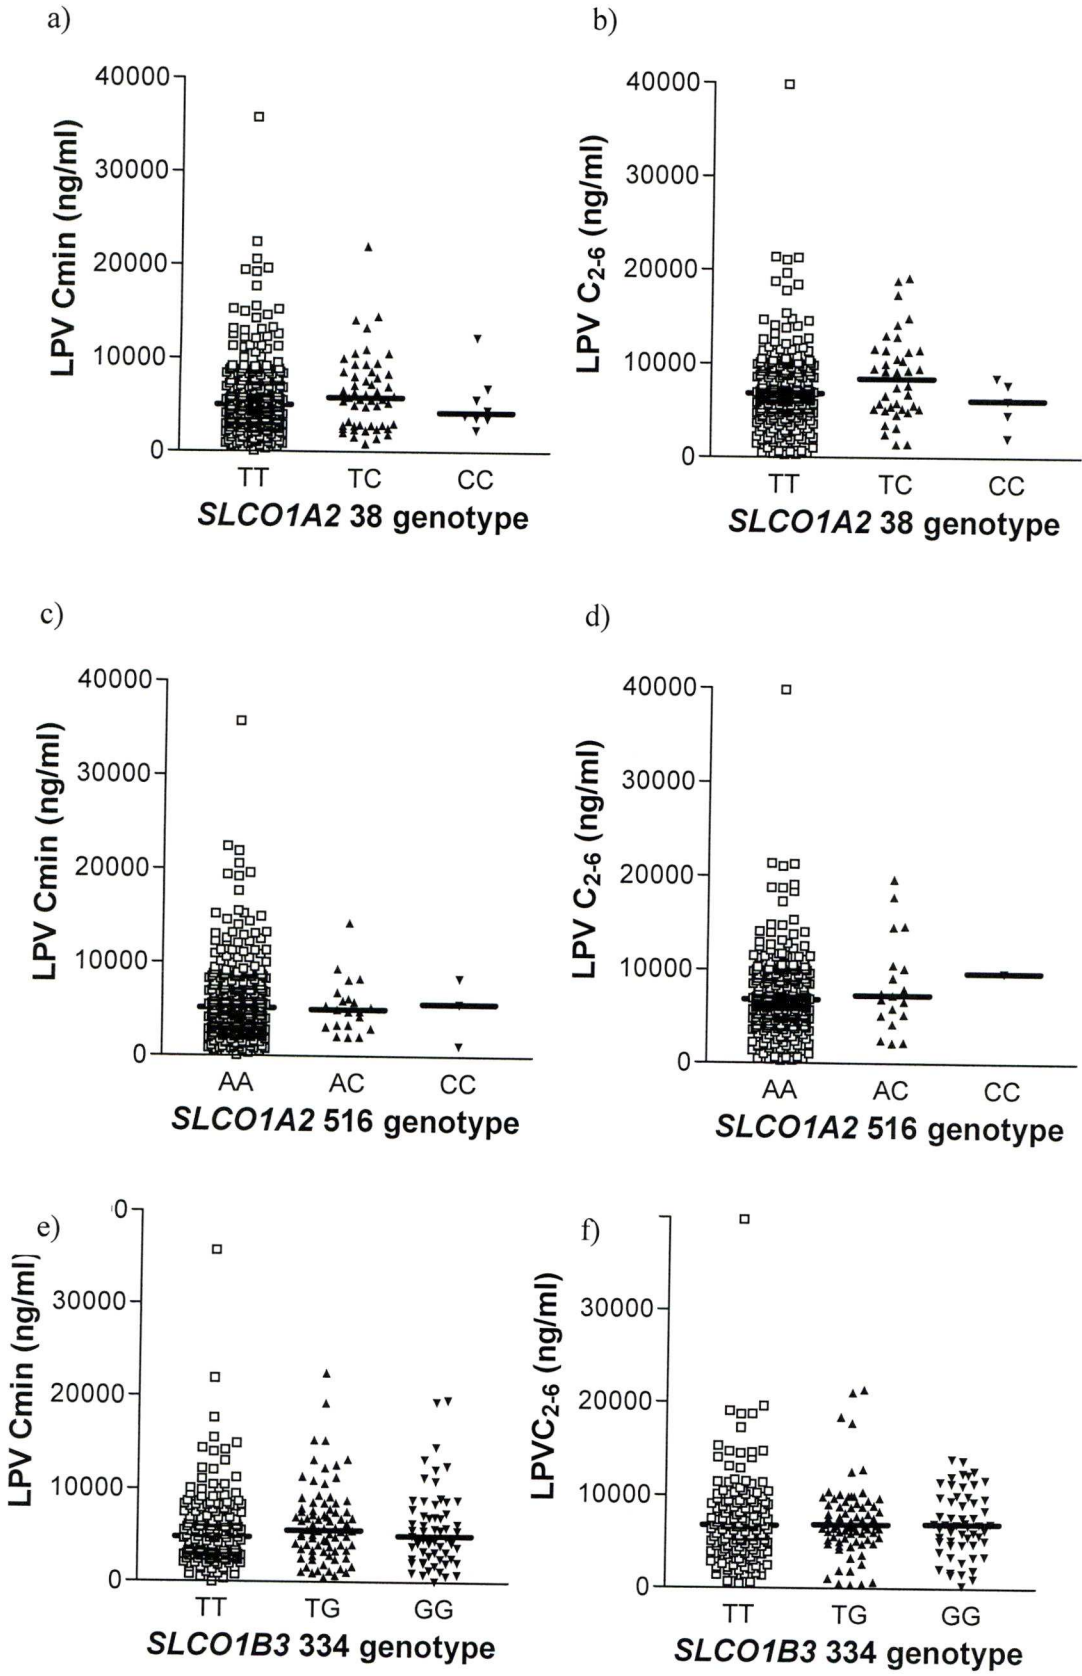 a)
40000
30000
20000
10000
0
LPV Cmin (ng/ml)
TT TC CC
SLCO1A2 38 genotype
b)
40000
30000
20000
10000
0
LPV C2-6 (ng/ml)
TT TC CC
SLCO1A2 38 genotype
c)
40000
30000
20000
10000
0
LPV Cmin (ng/ml)
AA AC CC
SLCO1A2 516 genotype
d)
40000
30000
20000
10000
0
LPV C2-6 (ng/ml)
AA AC CC
SLCO1A2 516 genotype
e)
0
30000
20000
10000
0
LPV Cmin (ng/ml)
TT TG GG
SLCO1B3 334 genotype
f)
30000
20000
10000
0
LPVC2-6 (ng/ml)
TT TG GG
SLCO1B3 334 genotype